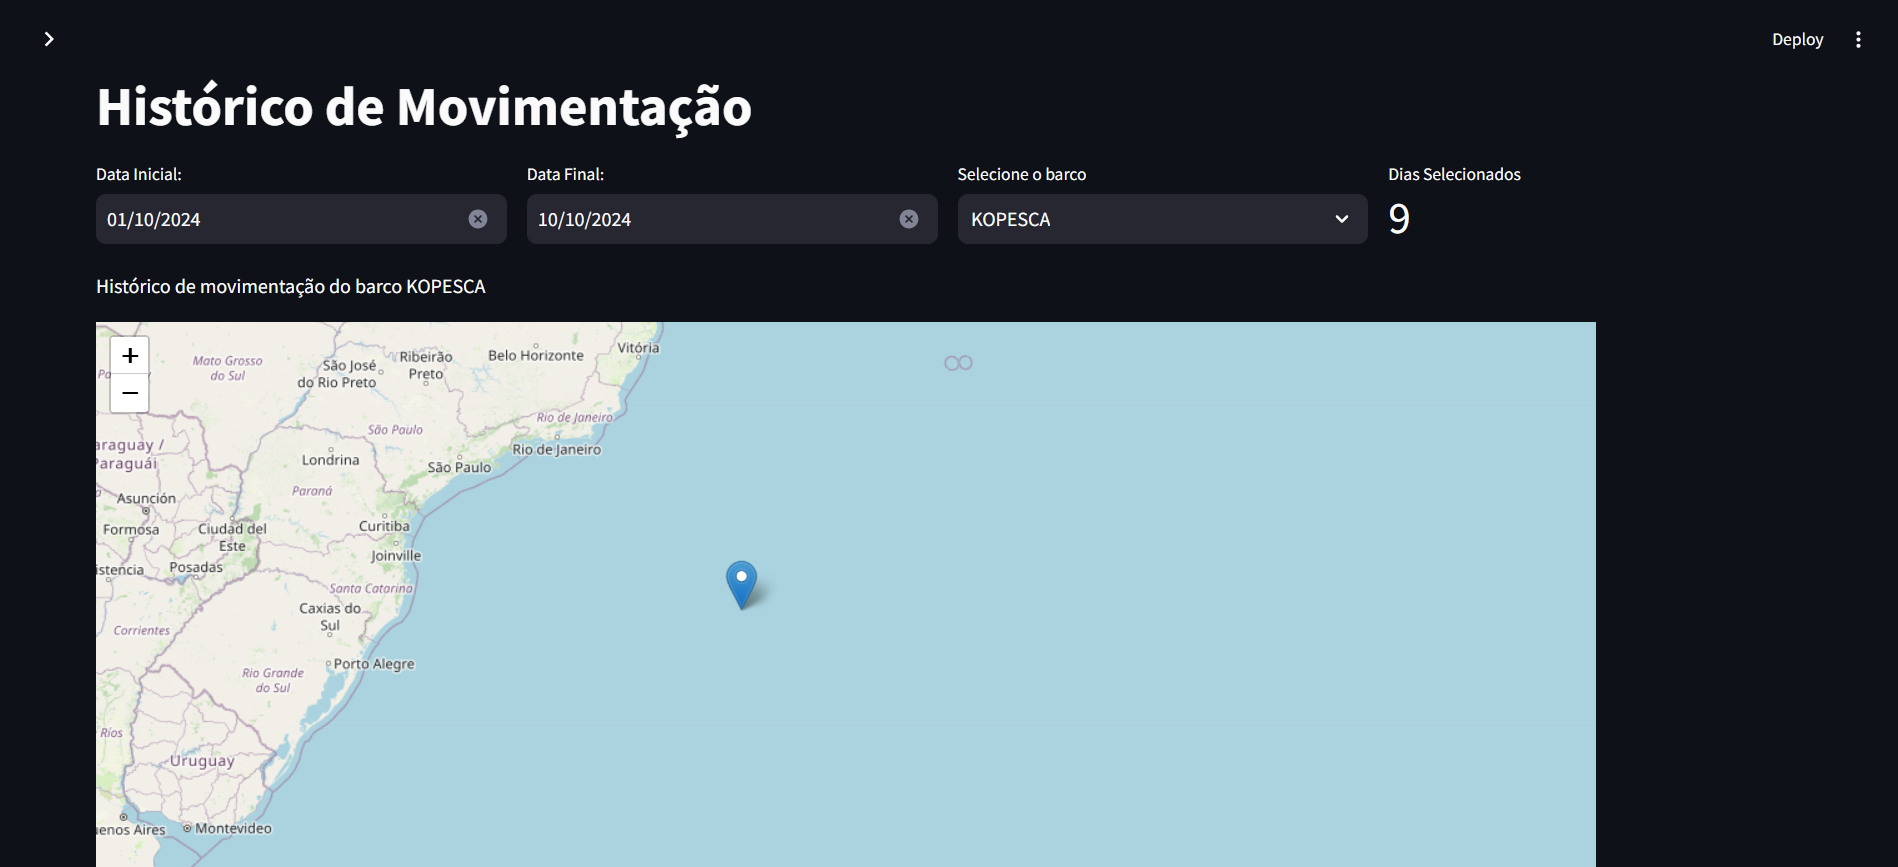 Deploy
Histórico de Movimentação
Data Inicial:
01/10/2024
Data Final:
10/10/2024
Selecione o barco
KOPESCA
Dias Selecionados
9
Histórico de movimentação do barco KOPESCA
+
−
Mato Grosso
do Sul
São José
do Rio Preto
Ribeirão
Preto
Belo Horizonte
Vitória
Rio de Janeiro
São Paulo
Rio de Janeiro
araguay /
Paraguái
Londrina
São Paulo
Paraná
Asunción
Formosa
Ciudad del
Este
Curitiba
Joinville
istencia
Posadas
Santa Catarina
Caxias do
Sul
Corrientes
Porto Alegre
Rio Grande
do Sul
Ríos
Uruguay
uenos Aires
Montevideo